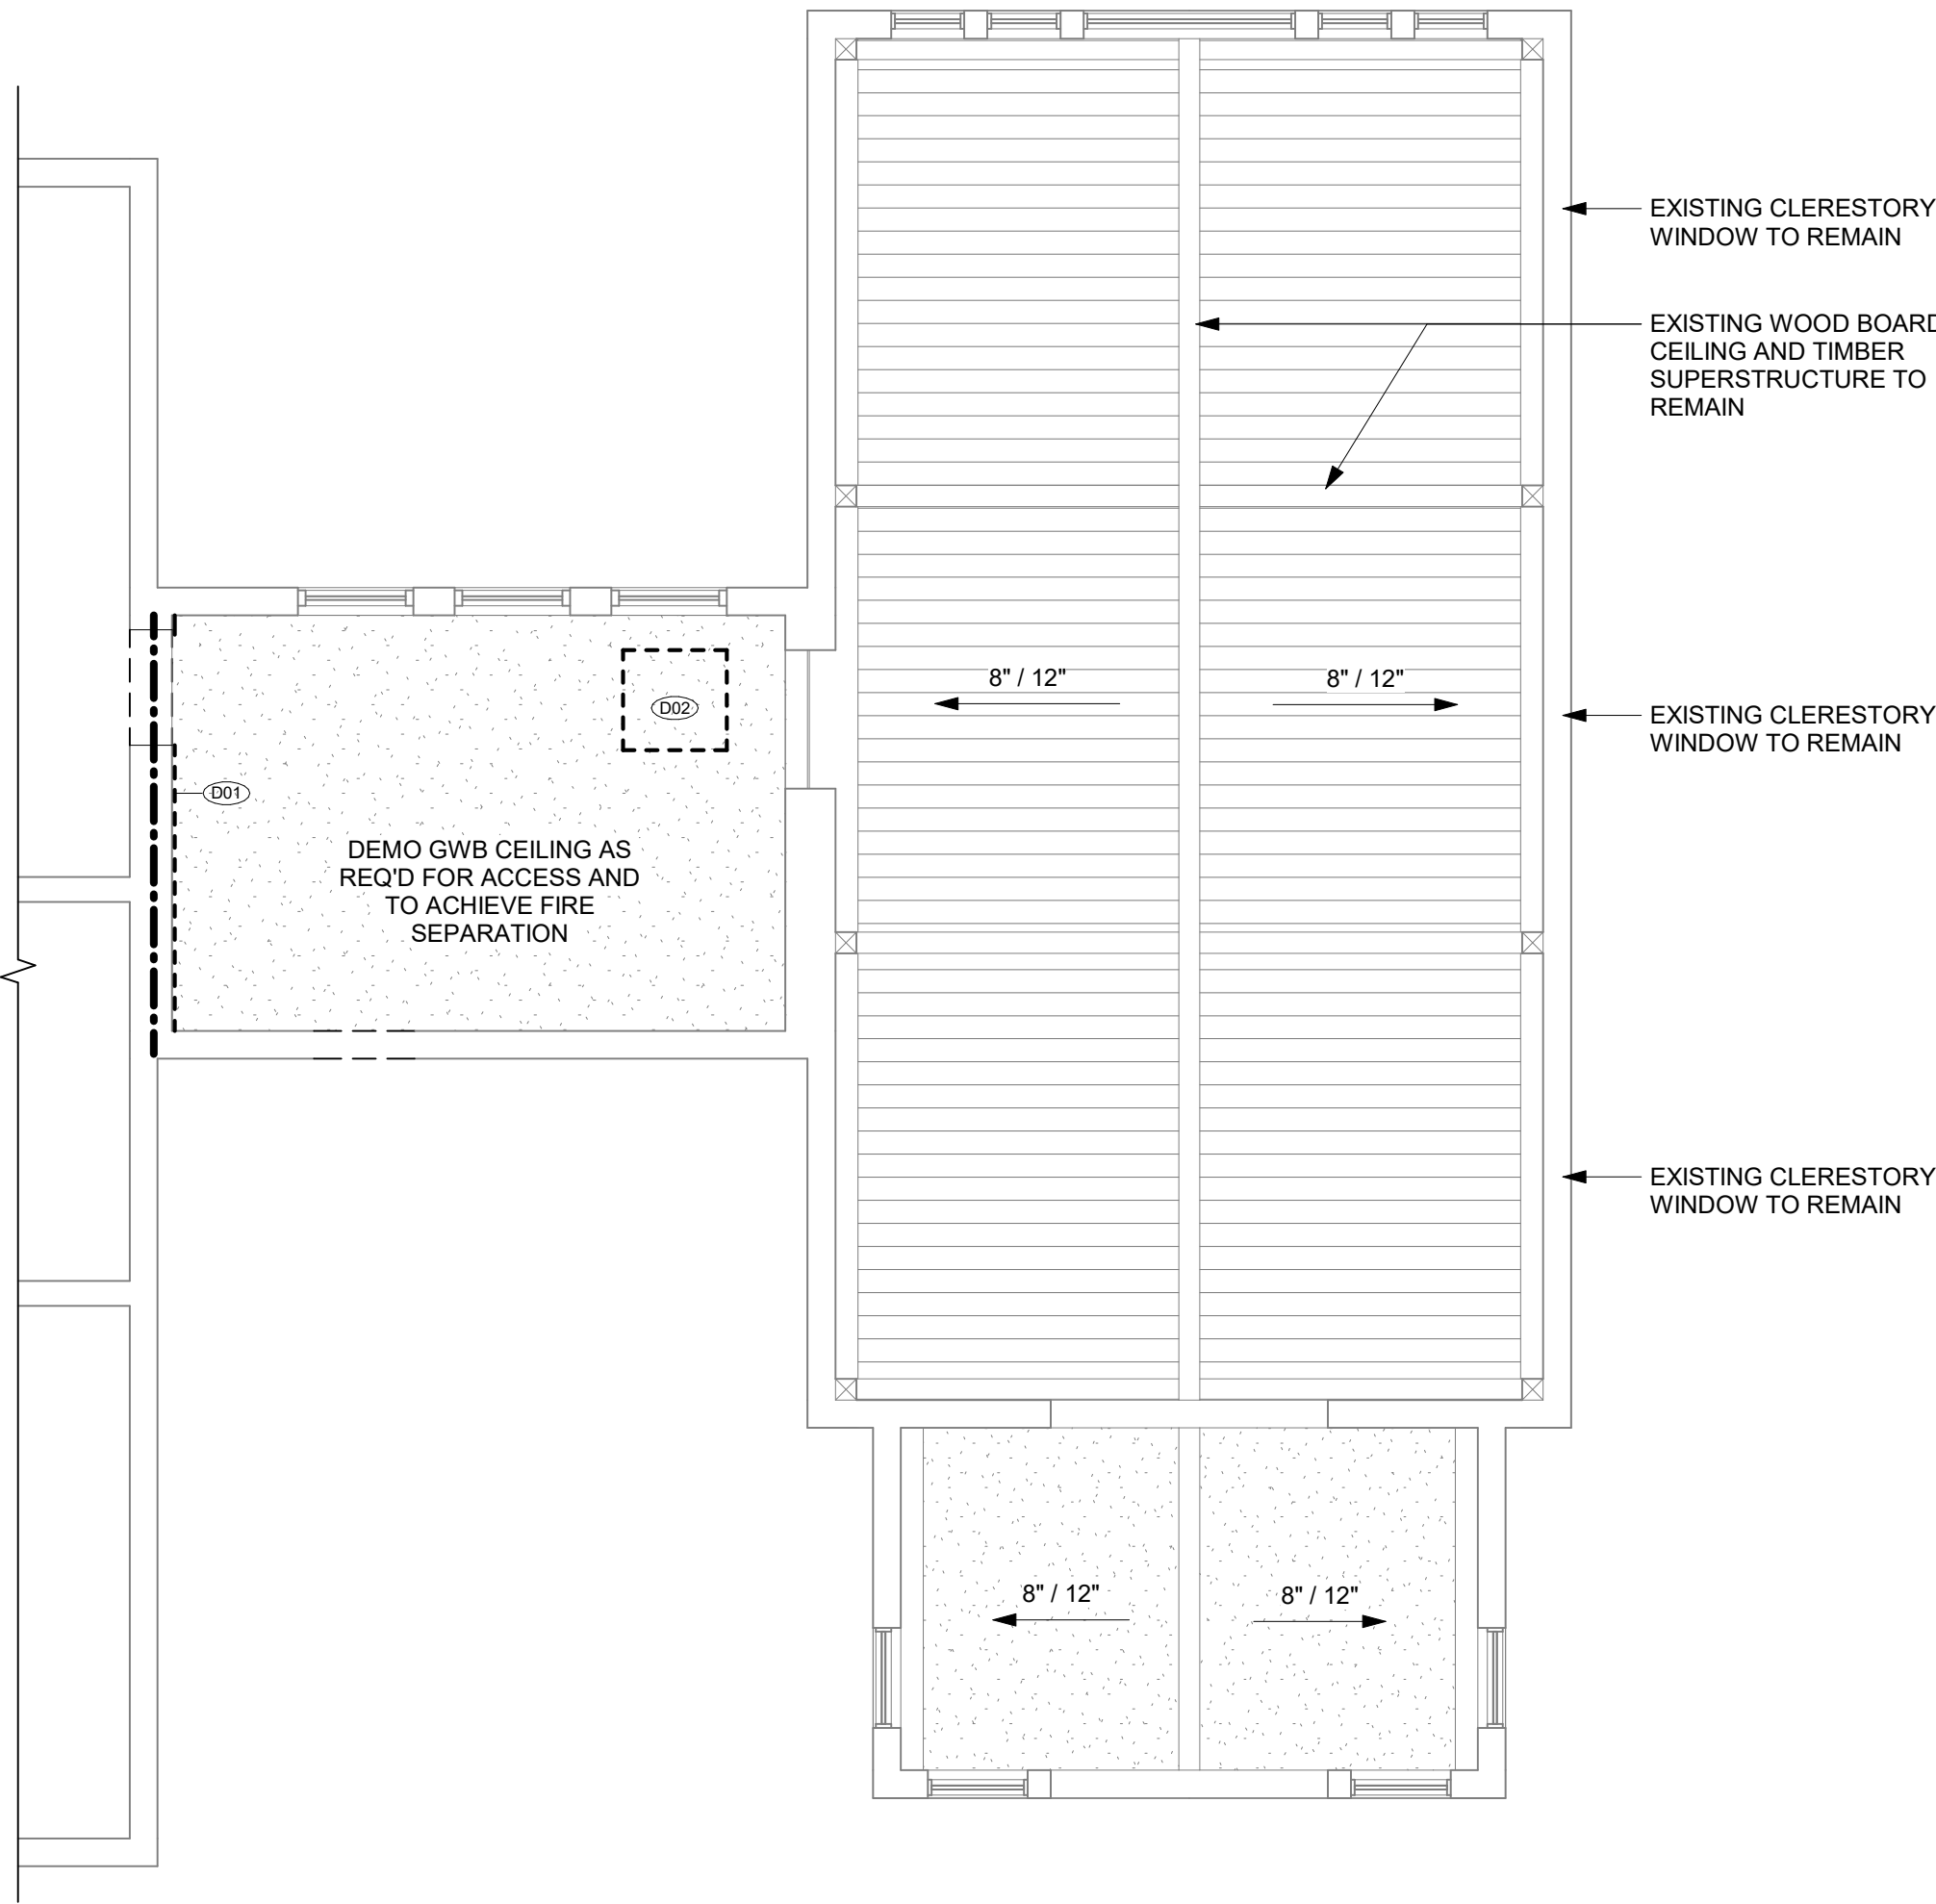 EXISTING CLERESTORY
WINDOW TO REMAIN
EXISTING WOOD BOARD
CEILING AND TIMBER
SUPERSTRUCTURE TO
REMAIN
8" / 12"
8" / 12"
D02
EXISTING CLERESTORY
WINDOW TO REMAIN
D01
DEMO GWB CEILING AS
REQ'D FOR ACCESS AND
TO ACHIEVE FIRE
SEPARATION
EXISTING CLERESTORY
WINDOW TO REMAIN
8" / 12"
8" / 12"